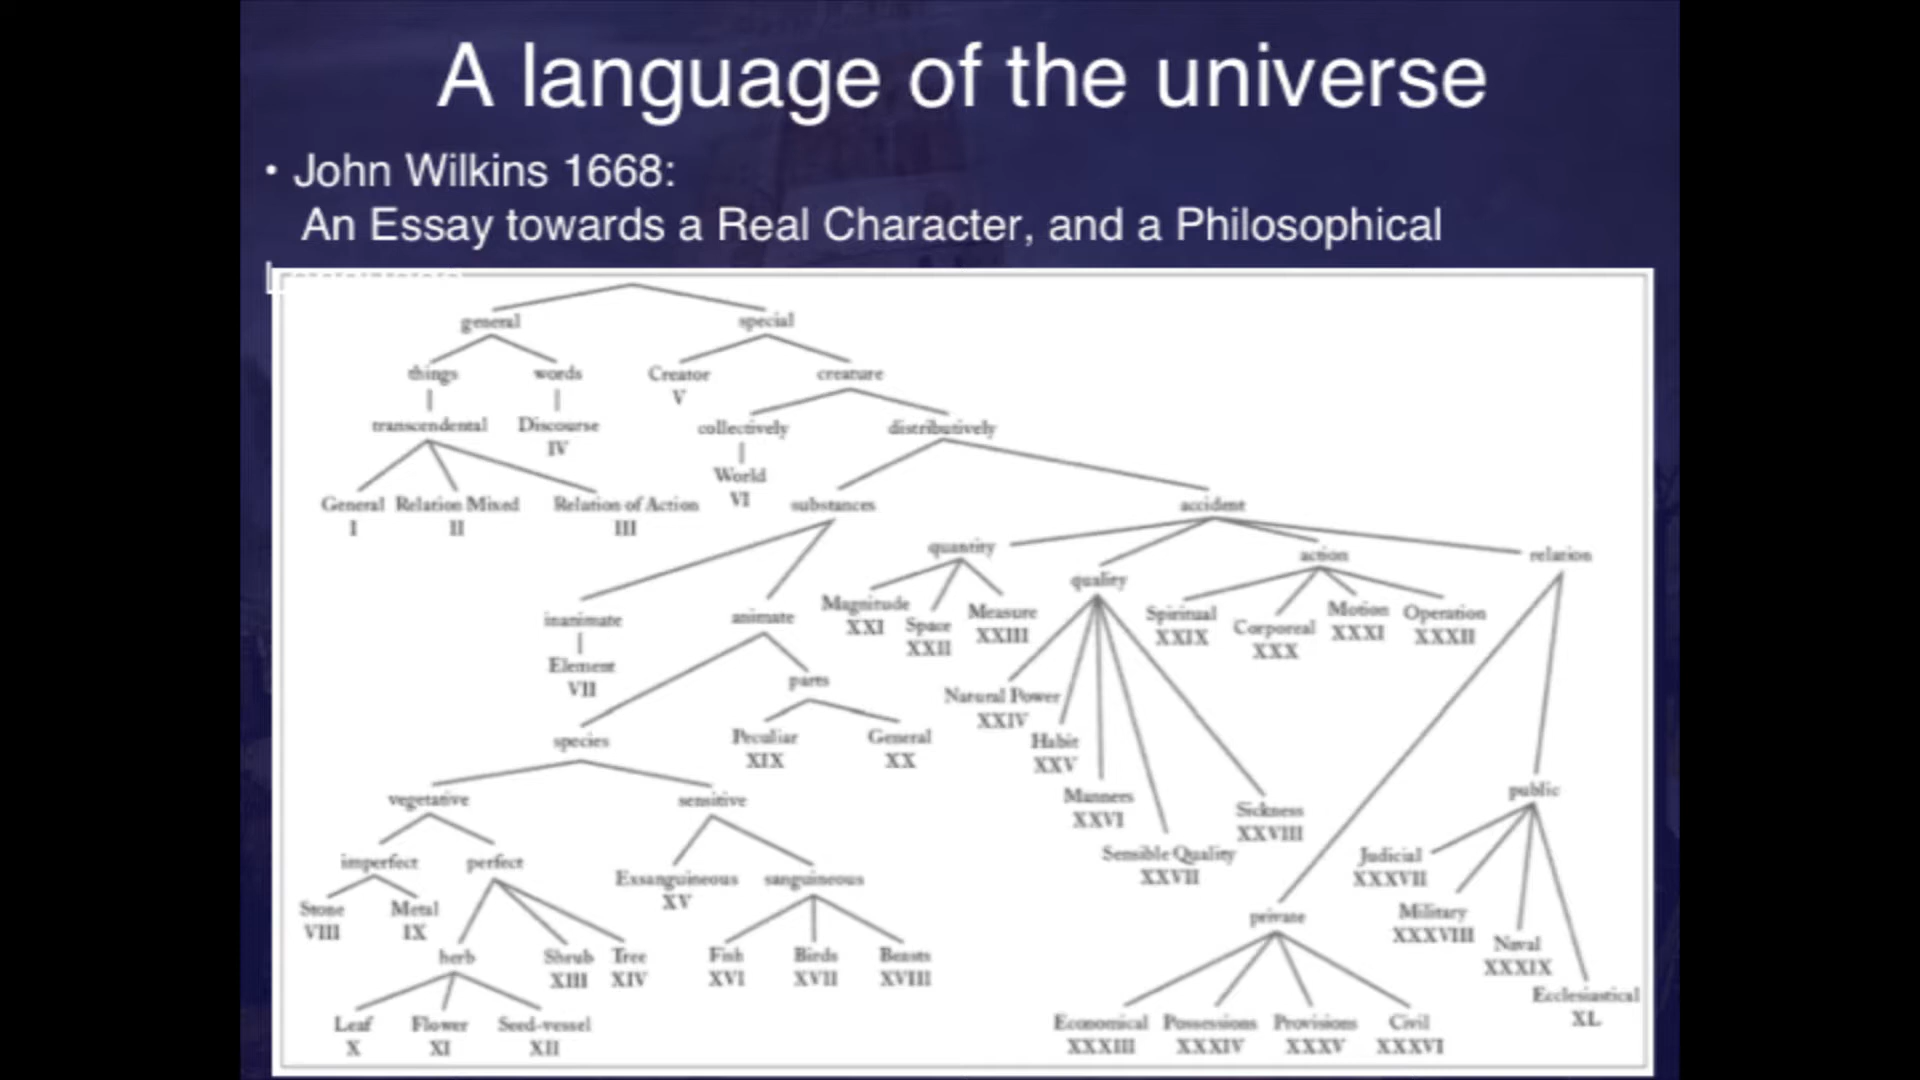 A language of the universe
• John Wilkins 1668:
An Essay towards a Real Character, and a Philosophical
general special
things words Creator creature
V
transcendental Discourse collectively distributively
IV
World
VI
General Relation Mixed Relation of Action substances accident
I II III
quantity action relation
quality
Magnitude Space Measure Spiritual Corporeal Motion Operation
XXI XXII XXIII XXIX XXX XXXI XXXII
inanimate animate
Element
VII
parts
Natural Power
XXIV
species Peculiar General Habit
XIX XX XXV
vegetative sensitive Manners public
XXVI
Sickness
XXVIII
imperfect perfect Exsanguineous sanguineous Sensible Quality Judicial
XV XXVII XXXVII
Stone Metal private Military
VIII IX XXXVIII
herb Shrub Tree Fish Birds Beasts Naval
XIII XIV XVI XVII XVIII XXXIX
Ecclesiastical
XL
Leaf Flower Seed-vessel Economical Possessions Provisions Civil
X XI XII XXXIII XXXIV XXXV XXXVI